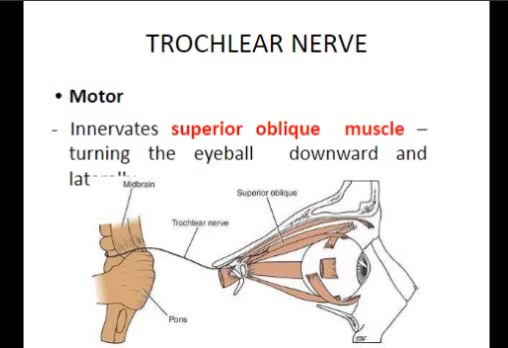 TROCHLEAR NERVE
• Motor
- Innervates superior oblique muscle –
turning the eyeball downward and
Midbrain
Superior oblique
Trochlear nerve
Pons